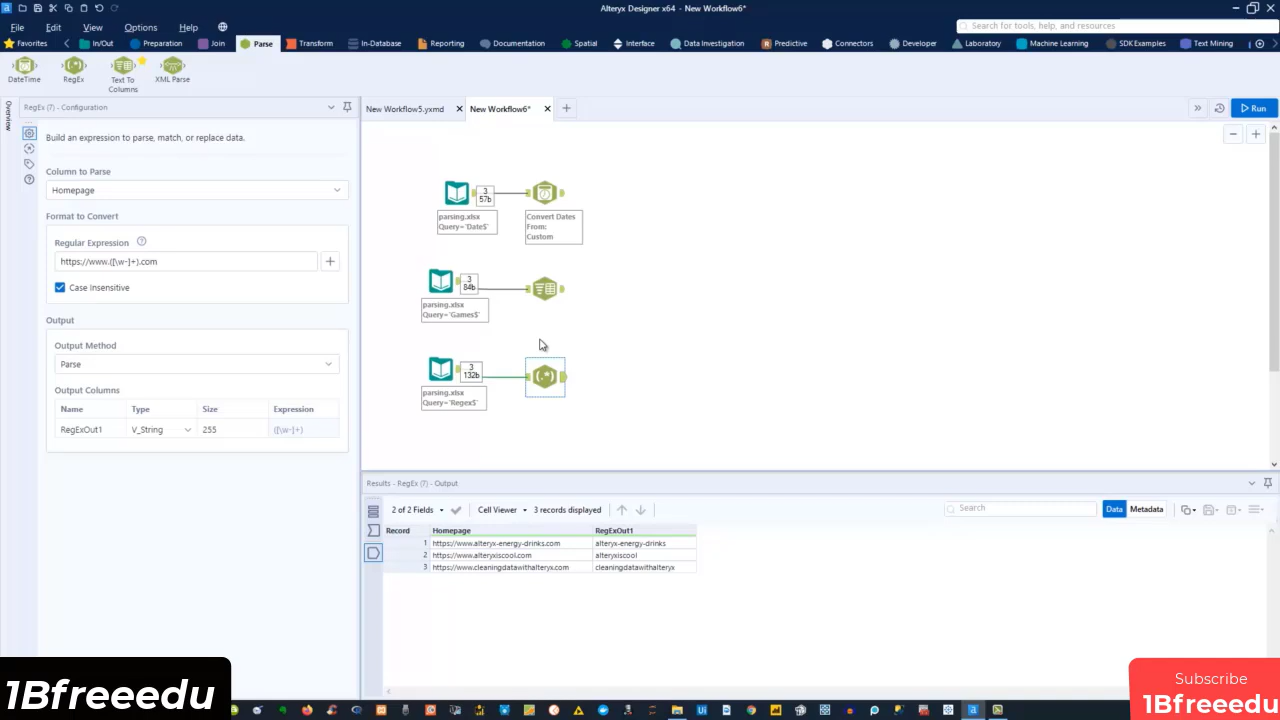 Alteryx Designer x64 - New Workflow6*
File Edit View Options Help
Search for tools, help, and resources
Favorites In/Out Preparation Join Parse Transform In-Database Reporting Documentation Spatial Interface Data Investigation Predictive Connectors Developer Laboratory Machine Learning SDK Examples Text Mining
DateTime RegEx Text To Columns XML Parse
Overview
RegEx (7) - Configuration
New Workflow5.yxmd New Workflow6*
Run
Build an expression to parse, match, or replace data.
Column to Parse
Homepage
Format to Convert
Regular Expression
https://www.([\w-]+).com
Case Insensitive
Output
Output Method
Parse
Output Columns
Name Type Size Expression
RegExOut1 V_String 255 ([\w-]+)
3
57b
parsing.xlsx
Query='Date$'
Convert Dates
From:
Custom
3
84b
parsing.xlsx
Query='Games$'
3
132b
parsing.xlsx
Query='Regex$'
Results - RegEx (7) - Output
2 of 2 Fields Cell Viewer 3 records displayed Search Data Metadata
Record Homepage RegExOut1
1 https://www.alteryx-energy-drinks.com alteryx-energy-drinks
2 https://www.alteryxiscool.com alteryxiscool
3 https://www.cleaningdatawithalteryx.com cleaningdatawithalteryx
1Bfreeedu
Subscribe
1Bfreeedu